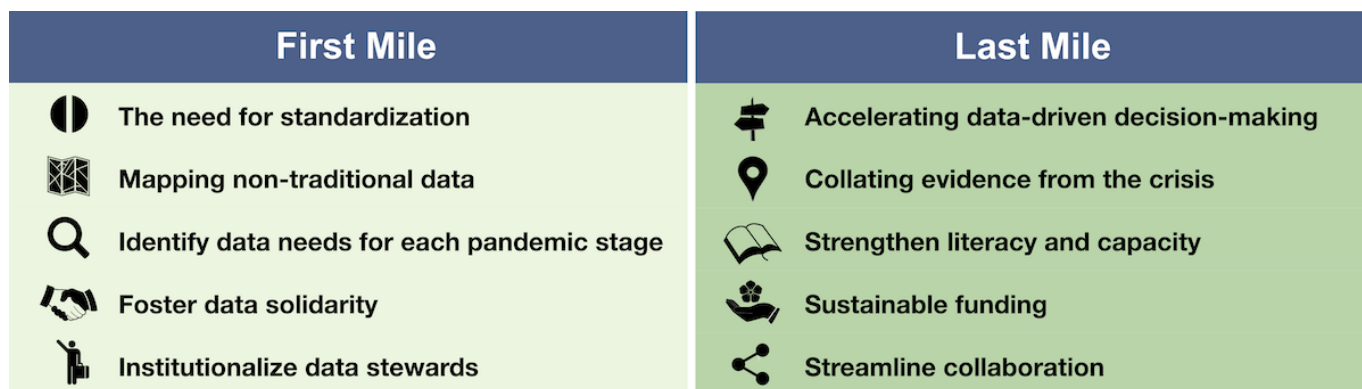 First Mile
The need for standardization
Mapping non-traditional data
Identify data needs for each pandemic stage
Foster data solidarity
Institutionalize data stewards
Last Mile
Accelerating data-driven decision-making
Collating evidence from the crisis
Strengthen literacy and capacity
Sustainable funding
Streamline collaboration